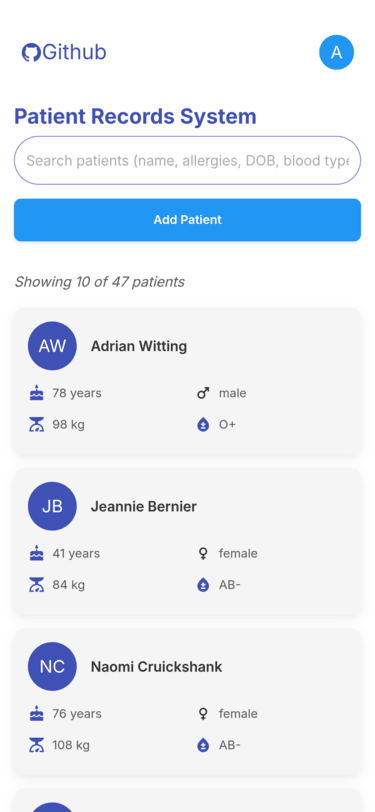 Github
A
Patient Records System
Search patients (name, allergies, DOB, blood type
Add Patient
Showing 10 of 47 patients
AW
Adrian Witting
78 years
male
98 kg
O+
JB
Jeannie Bernier
41 years
female
84 kg
AB-
NC
Naomi Cruickshank
76 years
female
108 kg
AB-